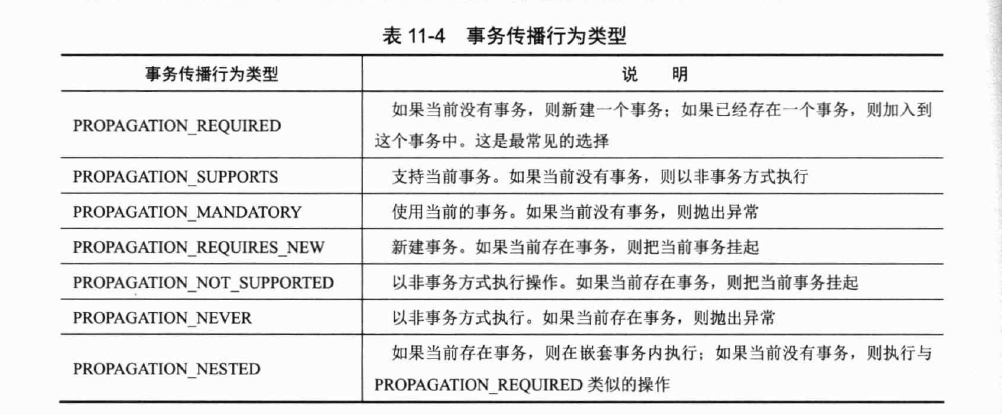 表 11-4 事务传播行为类型
事务传播行为类型 说 明
PROPAGATION_REQUIRED
如果当前没有事务，则新建一个事务；如果已经存在一个事务，则加入到
这个事务中。这是最常见的选择
PROPAGATION_SUPPORTS 支持当前事务。如果当前没有事务，则以非事务方式执行
PROPAGATION_MANDATORY 使用当前的事务。如果当前没有事务，则抛出异常
PROPAGATION_REQUIRES_NEW 新建事务。如果当前存在事务，则把当前事务挂起
PROPAGATION_NOT_SUPPORTED 以非事务方式执行操作。如果当前存在事务，则把当前事务挂起
PROPAGATION_NEVER 以非事务方式执行。如果当前存在事务，则抛出异常
PROPAGATION_NESTED
如果当前存在事务，则在嵌套事务内执行；如果当前没有事务，则执行与
PROPAGATION_REQUIRED 类似的操作